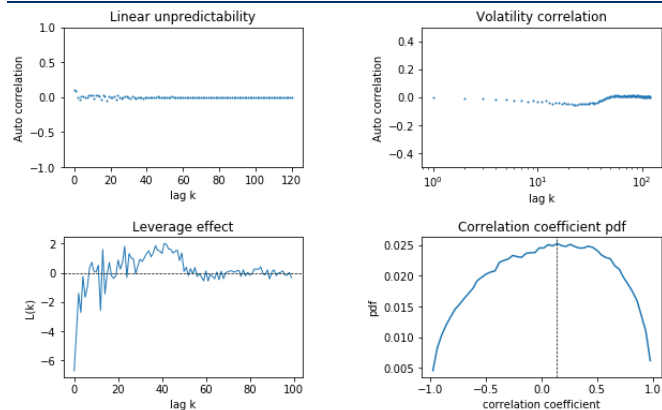 Linear unpredictability
Auto correlation
1.0
0.5
0.0
-0.5
-1.0
0 20 40 60 80 100 120
lag k
Volatility correlation
Auto correlation
0.4
0.2
0.0
-0.2
-0.4
10⁰ 10¹ 10²
lag k
Leverage effect
L(k)
2
0
-2
-4
-6
0 20 40 60 80 100
lag k
Correlation coefficient pdf
pdf
0.025
0.020
0.015
0.010
0.005
-1.0 -0.5 0.0 0.5 1.0
correlation coefficient